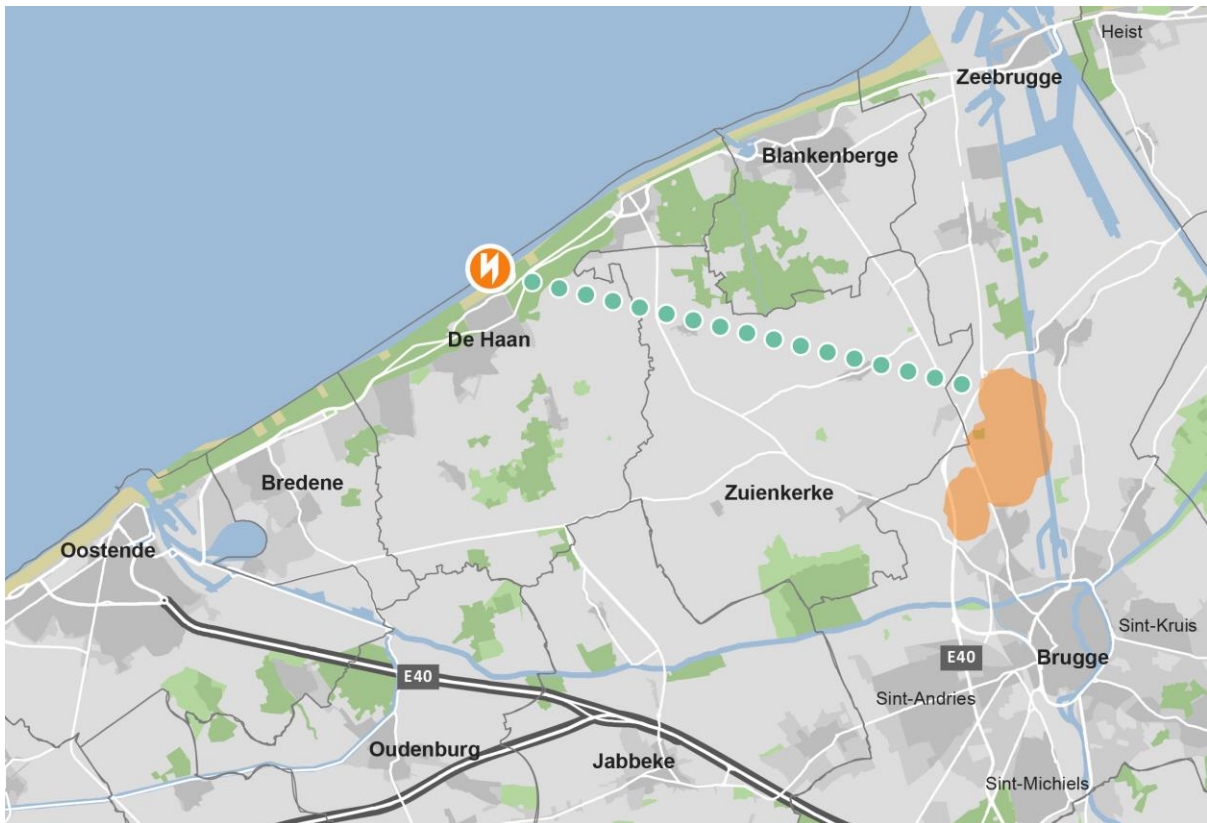 Heist
Zeebrugge
Blankenberge
De Haan
Bredene
Zuienkerke
Oostende
Sint-Kruis
E40
E40
Brugge
Sint-Andries
Oudenburg
Jabbeke
Sint-Michiels